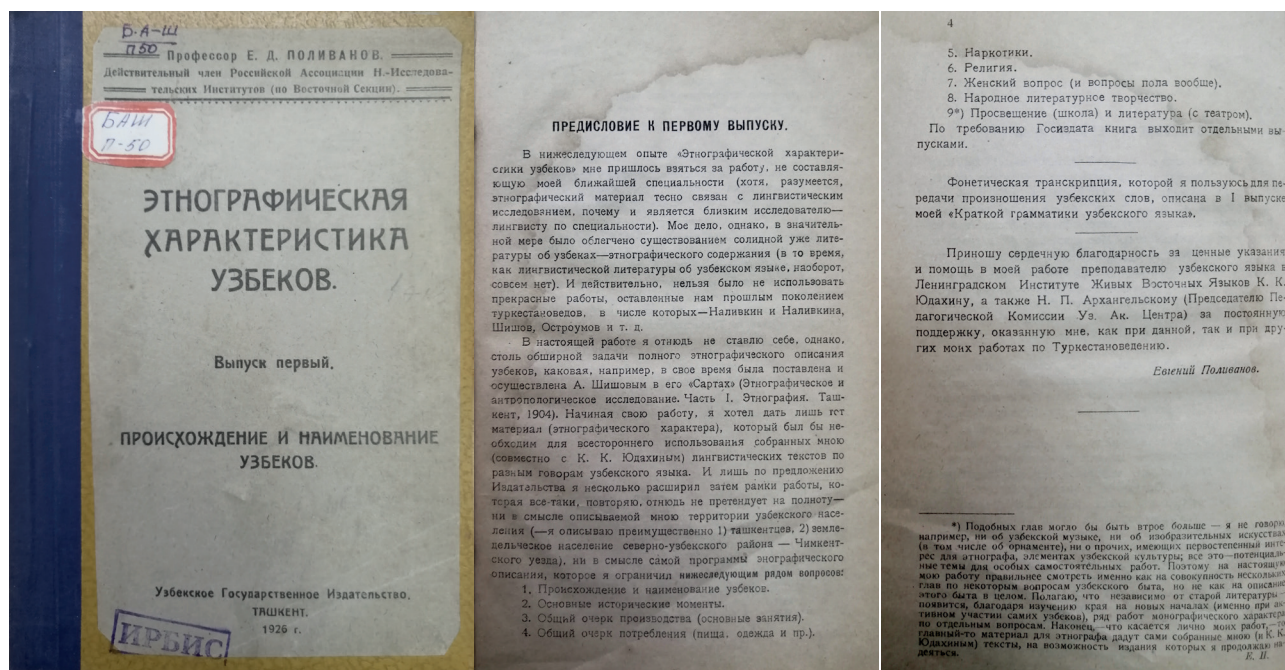 Б.А-Ш
П50
Профессор Е. Д. ПОЛИВАНОВ.
Действительный член Российской Ассоциации Н.-Исследова-
тельских Институтов (по Восточной Секции).
БАШ
П-50
ЭТНОГРАФИЧЕСКАЯ
ХАРАКТЕРИСТИКА
УЗБЕКОВ.
Выпуск первый.
ПРОИСХОЖДЕНИЕ И НАИМЕНОВАНИЕ
УЗБЕКОВ.
Узбекское Государственное Издательство.
ТАШКЕНТ.
1926 г.
ИРБИС
ПРЕДИСЛОВИЕ К ПЕРВОМУ ВЫПУСКУ.
В нижеследующем опыте «Этнографической характери-
стики узбеков» мне пришлось взяться за работу, не составля-
ющую моей ближайшей специальности (хотя, разумеется,
этнографический материал тесно связан с лингвистическим
исследованием, почему и является близким исследователю—
лингвисту по специальности). Мое дело, однако, в значитель-
ной мере было облегчено существованием солидной уже лите-
ратуры об узбеках—этнографического содержания (в то время,
как лингвистической литературы об узбекском языке, наоборот,
совсем нет). И действительно, нельзя было не использовать
прекрасные работы, оставленные нам прошлым поколением
туркестановедов, в числе которых—Наливкин и Наливкина,
Шишов, Остроумов и т. д.
В настоящей работе я отнюдь не ставлю себе, однако,
столь обширной задачи полного этнографического описания
узбеков, каковая, например, в свое время была поставлена и
осуществлена А. Шишовым в его «Сартах» (Этнографическое и
антропологическое исследование. Часть I. Этнография. Таш-
кент, 1904). Начиная свою работу, я хотел дать лишь тот
материал (этнографического характера), который был бы не-
обходим для всестороннего использования собранных мною
(совместно с К. К. Юдахиным) лингвистических текстов по
разным говорам узбекского языка. И лишь по предложению
Издательства я несколько расширил затем рамки работы, ко-
торая все-таки, повторяю, отнюдь не претендует на полноту—
ни в смысле описываемой мною территории узбекского насе-
ления (—я описываю преимущественно 1) ташкентцев, 2) земле-
дельческое население северно-узбекского района — Чимкент-
ского уезда), ни в смысле самой программы энографического
описании, которое я ограничил нижеследующим рядом вопросов:
1. Происхождение и наименование узбеков.
2. Основные исторические моменты.
3. Общий очерк производства (основные занятия).
4. Общий очерк потребления (пища, одежда и пр.).
4
5. Наркотики.
6. Религия.
7. Женский вопрос (и вопросы пола вообще).
8. Народное литературное творчество.
9*) Просвещение (школа) и литература (с театром).
По требованию Госиздата книга выходит отдельными вы-
пусками.
Фонетическая транскрипция, которой я пользуюсь для пе-
редачи произношения узбекских слов, описана в I выпуске
моей «Краткой грамматики узбекского языка».
Приношу сердечную благодарность за ценные указания
и помощь в моей работе преподавателю узбекского языка в
Ленинградском Институте Живых Восточных Языков К. К.
Юдахину, а также Н. П. Архангельскому (Председателю Пе-
дагогической Комиссии Уз. Ак. Центра) за постоянную
поддержку, оказанную мне, как при данной, так и при дру-
гих моих работах по Туркестановедению.
Евгений Поливанов.
*) Подобных глав могло бы быть втрое больше — я не говорю,
например, ни об узбекской музыке, ни об изобразительных искусствах
(в том числе об орнаменте), ни о прочих, имеющих первостепенный инте-
рес для этнографа, элементах узбекской культуры; все это—потенциаль-
ные темы для особых самостоятельных работ. Поэтому на настоящую
мою работу правильнее смотреть именно как на совокупность нескольких
глав по некоторым вопросам узбекского быта, но не как на описание
этого быта в целом. Полагаю, что независимо от старой литературы
появится, благодаря изучению края на новых началах (именно при ак-
тивном участии самих узбеков), ряд работ монографического характера
по отдельным вопросам. Наконец,—что касается лично моих работ,—то
главный-то материал для этнографа дадут сами собранные мною (и К. К.
Юдахиным) тексты, на возможность издания которых я продолжаю на-
деяться.